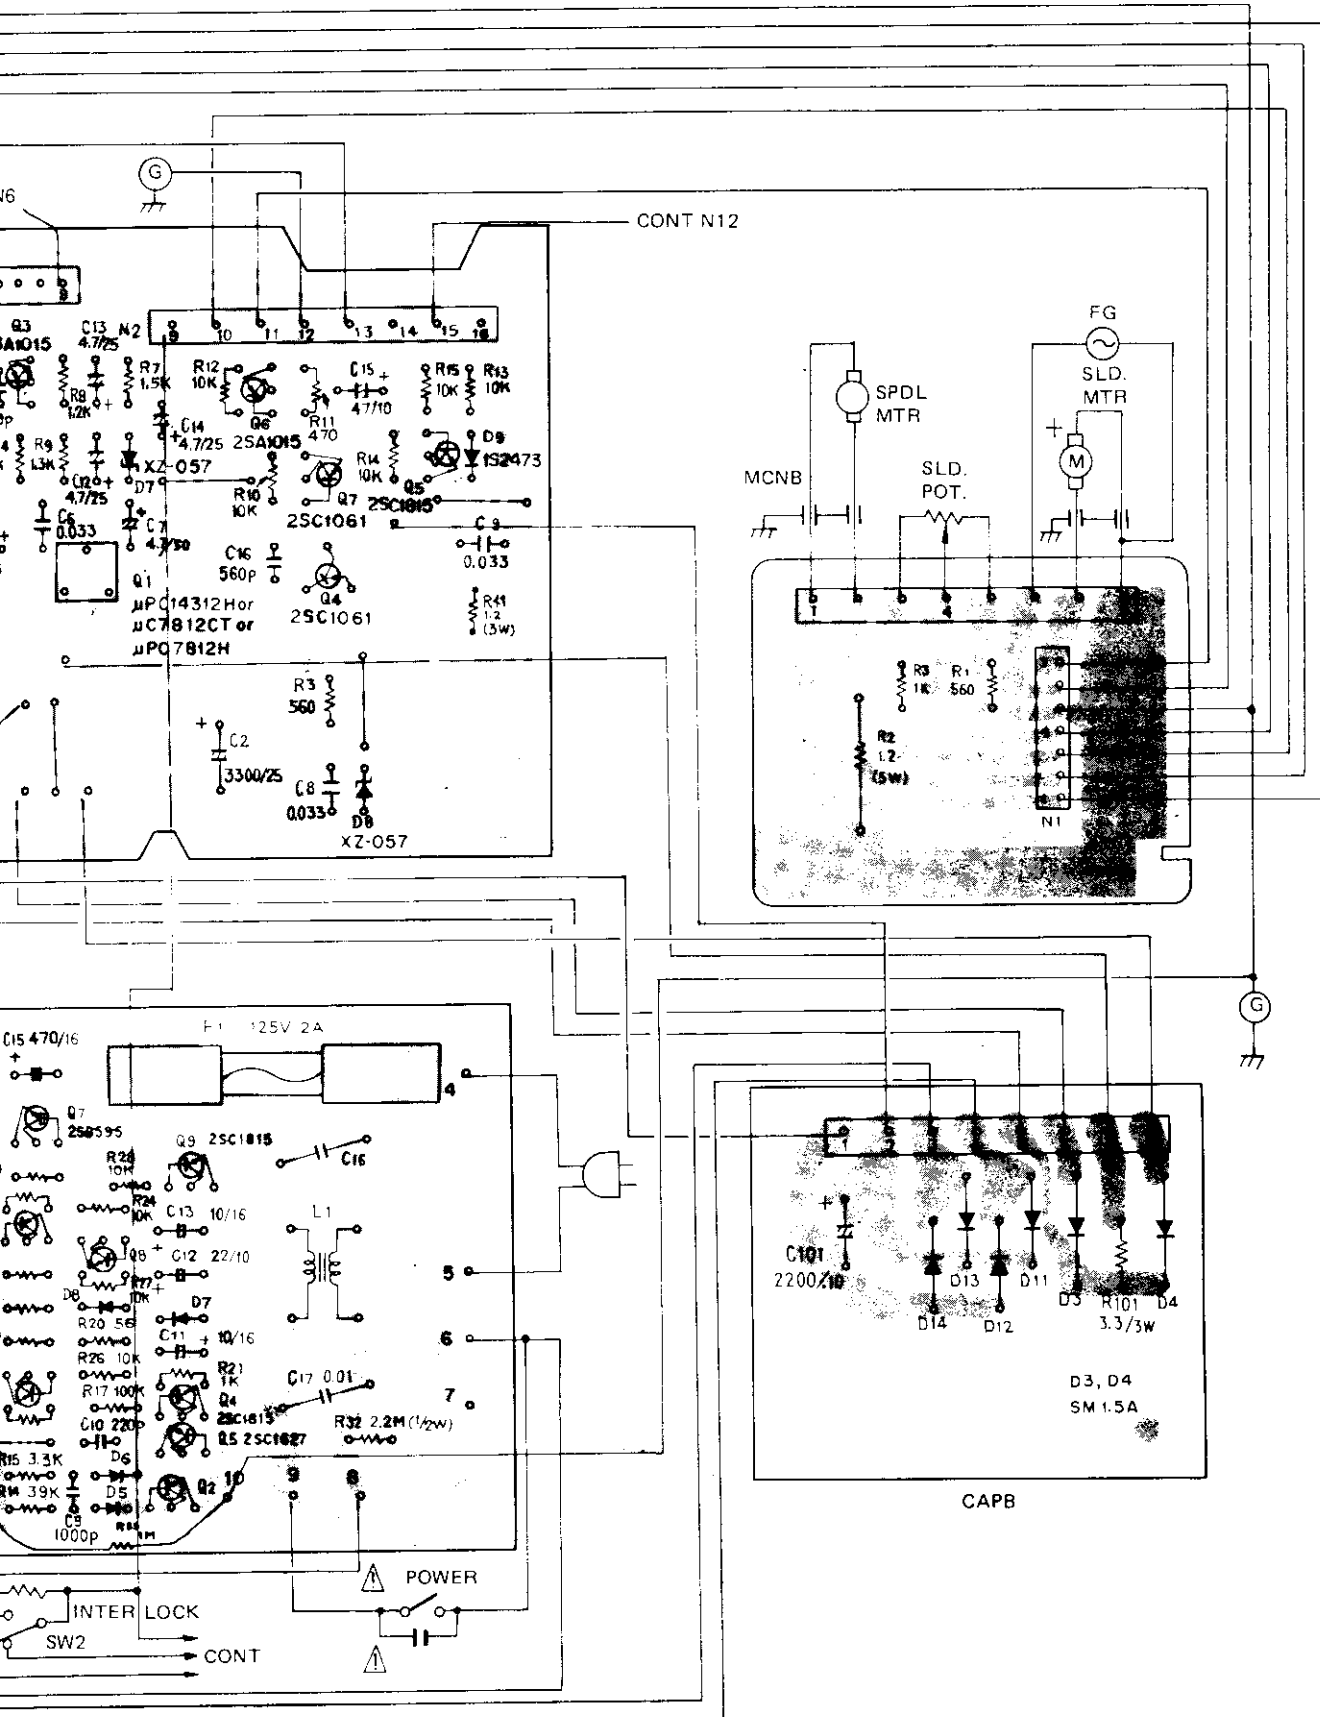 G
N6
CONT N12
FG
Q3
C13
4.7/25
N2
9
10
11
12
13
14
15
16
SA1015
R7
1.5K
R12
10K
C15
+
47/10
R15
10K
R13
10K
SLD.
MTR
SPDL
MTR
R8
1.2K
+
C14
+
4.7/25
Q6
2SA1015
R11
470
+
R9
1.3K
XZ-057
D7
C12
+
4.7/25
R14
10K
D9
1S2473
Q5
2SC1815
M
MCNB
SLD.
POT.
R10
10K
Q7
2SC1061
C6
0.033
+
C7
4.7/50
C9
0.033
C16
560p
Q1
µPC14312H or
µC7812CT or
µPC7812H
Q4
2SC1061
R41
1.2
(3W)
1
4
R3
560
R3
1K
R1
560
+
C2
3300/25
R2
1.2
(5W)
C8
0.033
D8
XZ-057
N1
G
C15 470/16
+
F1 125V 2A
4
Q7
2SB595
Q9 2SC1815
C16
R28
10K
R24
10K
C13 10/16
L1
1
+
Q8
+
C12 22/10
5
C101
2200/10
R27
10K
+
D8
D7
D13
D11
D3
R101
3.3/3W
D4
D14
D12
R20 56
C11 + 10/16
6
R26 10K
R21
1K
R17 100K
C17 0.01
7
D3, D4
SM 1.5A
Q4
2SC1815
C10 220p
Q5 2SC1627
R32 2.2M (1/2W)
R15 3.3K
D6
Q2
10
9
8
R14 39K
D5
CAPB
C9
1000p
1M
POWER
INTER LOCK
SW2
CONT